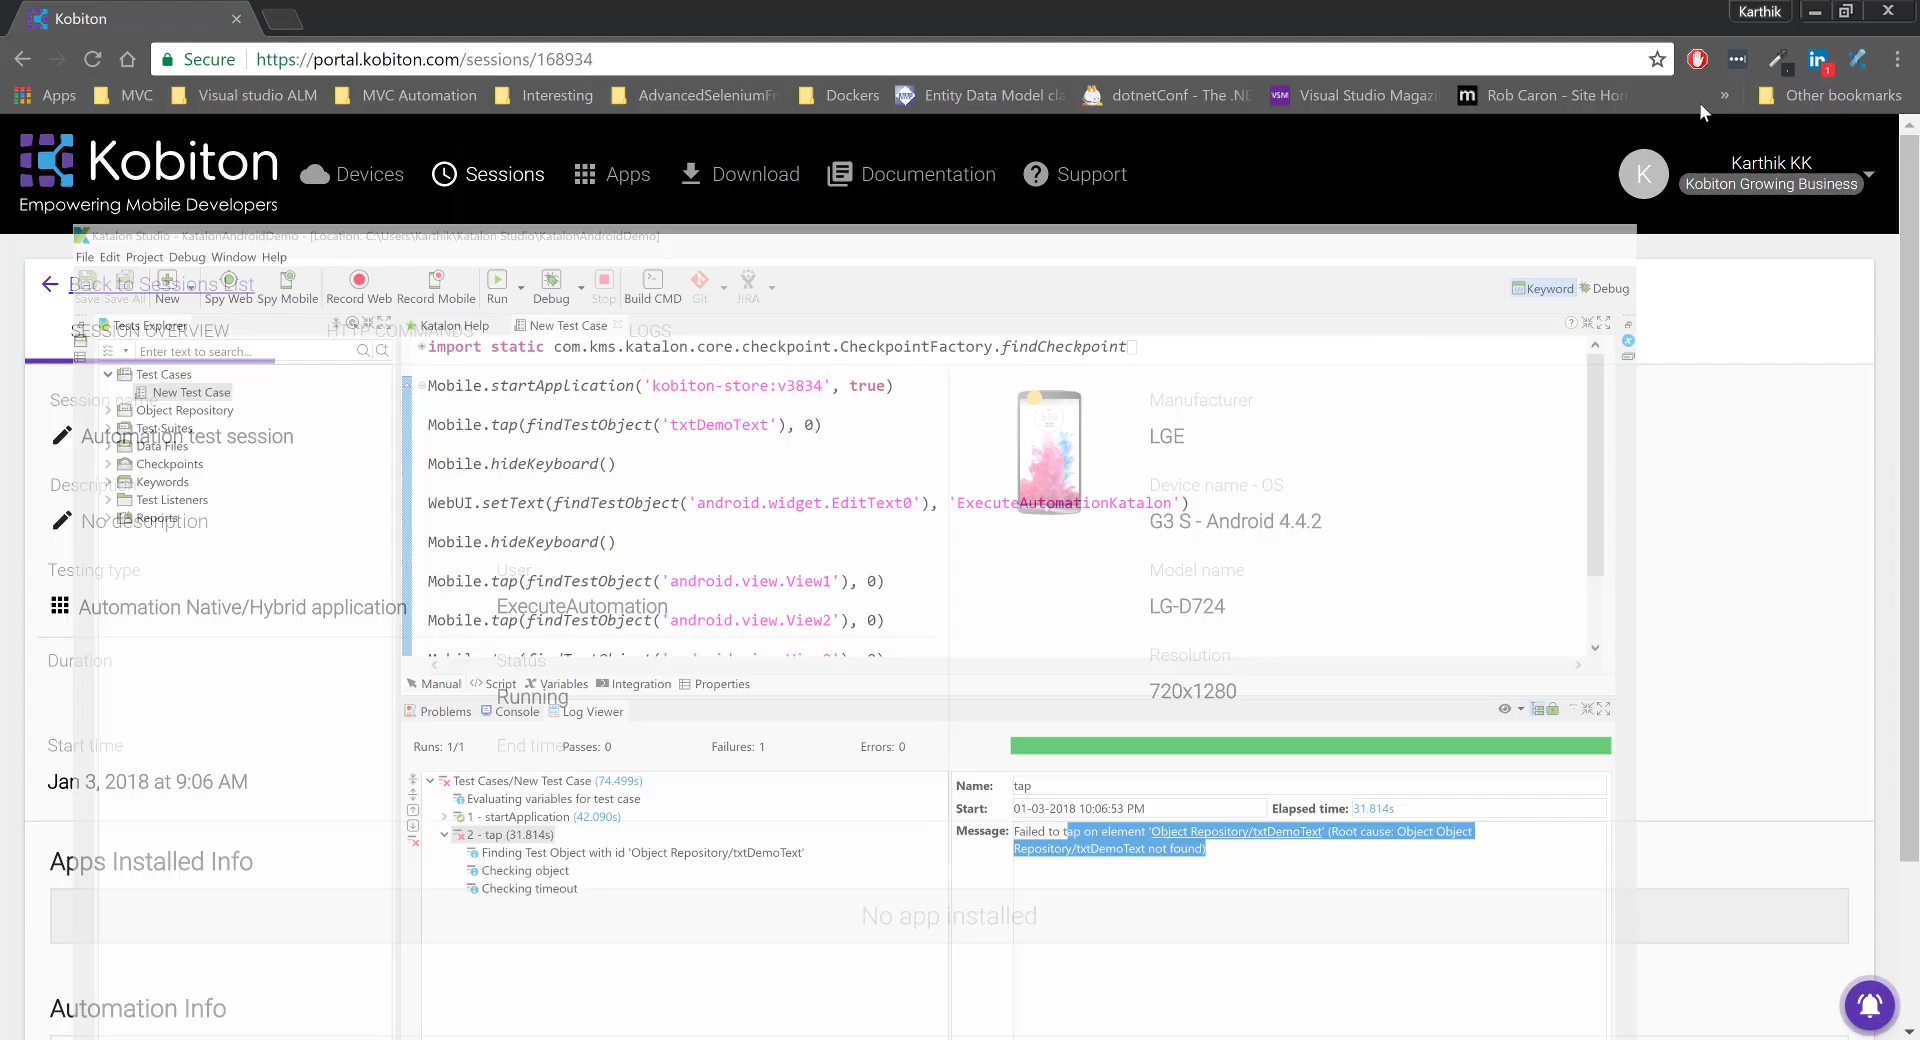 Kobiton
Karthik
Secure https://portal.kobiton.com/sessions/168934
Apps MVC Visual studio ALM MVC Automation Interesting AdvancedSeleniumFr Dockers Entity Data Model cla dotnetConf - The .NE Visual Studio Magazi Rob Caron - Site Hom » Other bookmarks
Kobiton
Empowering Mobile Developers
Devices Sessions Apps Download Documentation Support
K
Karthik KK
Kobiton Growing Business
Katalon Studio - KatalonAndroidDemo - [Location: C:\Users\Karthik\Katalon Studio\KatalonAndroidDemo]
File Edit Project Debug Window Help
Back to Sessions List
Save Save All New Spy Web Spy Mobile Record Web Record Mobile Run Debug Stop Build CMD Git JIRA
Keyword Debug
SESSION OVERVIEW HTTP COMMANDS LOGS
Tests Explorer
Katalon Help New Test Case
Enter text to search...
Test Cases
New Test Case
Object Repository
Test Suites
Data Files
Checkpoints
Keywords
Test Listeners
Reports
import static com.kms.katalon.core.checkpoint.CheckpointFactory.findCheckpoint
Mobile.startApplication('kobiton-store:v3834', true)
Mobile.tap(findTestObject('txtDemoText'), 0)
Mobile.hideKeyboard()
WebUI.setText(findTestObject('android.widget.EditText0'), 'ExecuteAutomationKatalon')
Mobile.hideKeyboard()
Mobile.tap(findTestObject('android.view.View1'), 0)
Mobile.tap(findTestObject('android.view.View2'), 0)
Session name
Automation test session
Description
No description
Testing type
Automation Native/Hybrid application
Duration
Start time
Jan 3, 2018 at 9:06 AM
User
ExecuteAutomation
Status
Running
End time
Manufacturer
LGE
Device name - OS
G3 S - Android 4.4.2
Model name
LG-D724
Resolution
720x1280
Manual Script Variables Integration Properties
Problems Console Log Viewer
Runs: 1/1 Passes: 0 Failures: 1 Errors: 0
Test Cases/New Test Case (74.499s)
Evaluating variables for test case
1 - startApplication (42.090s)
2 - tap (31.814s)
Finding Test Object with id 'Object Repository/txtDemoText'
Checking object
Checking timeout
Name: tap
Start: 01-03-2018 10:06:53 PM Elapsed time: 31.814s
Message: Failed to tap on element 'Object Repository/txtDemoText' (Root cause: Object Object
Repository/txtDemoText not found)
Apps Installed Info
No app installed
Automation Info